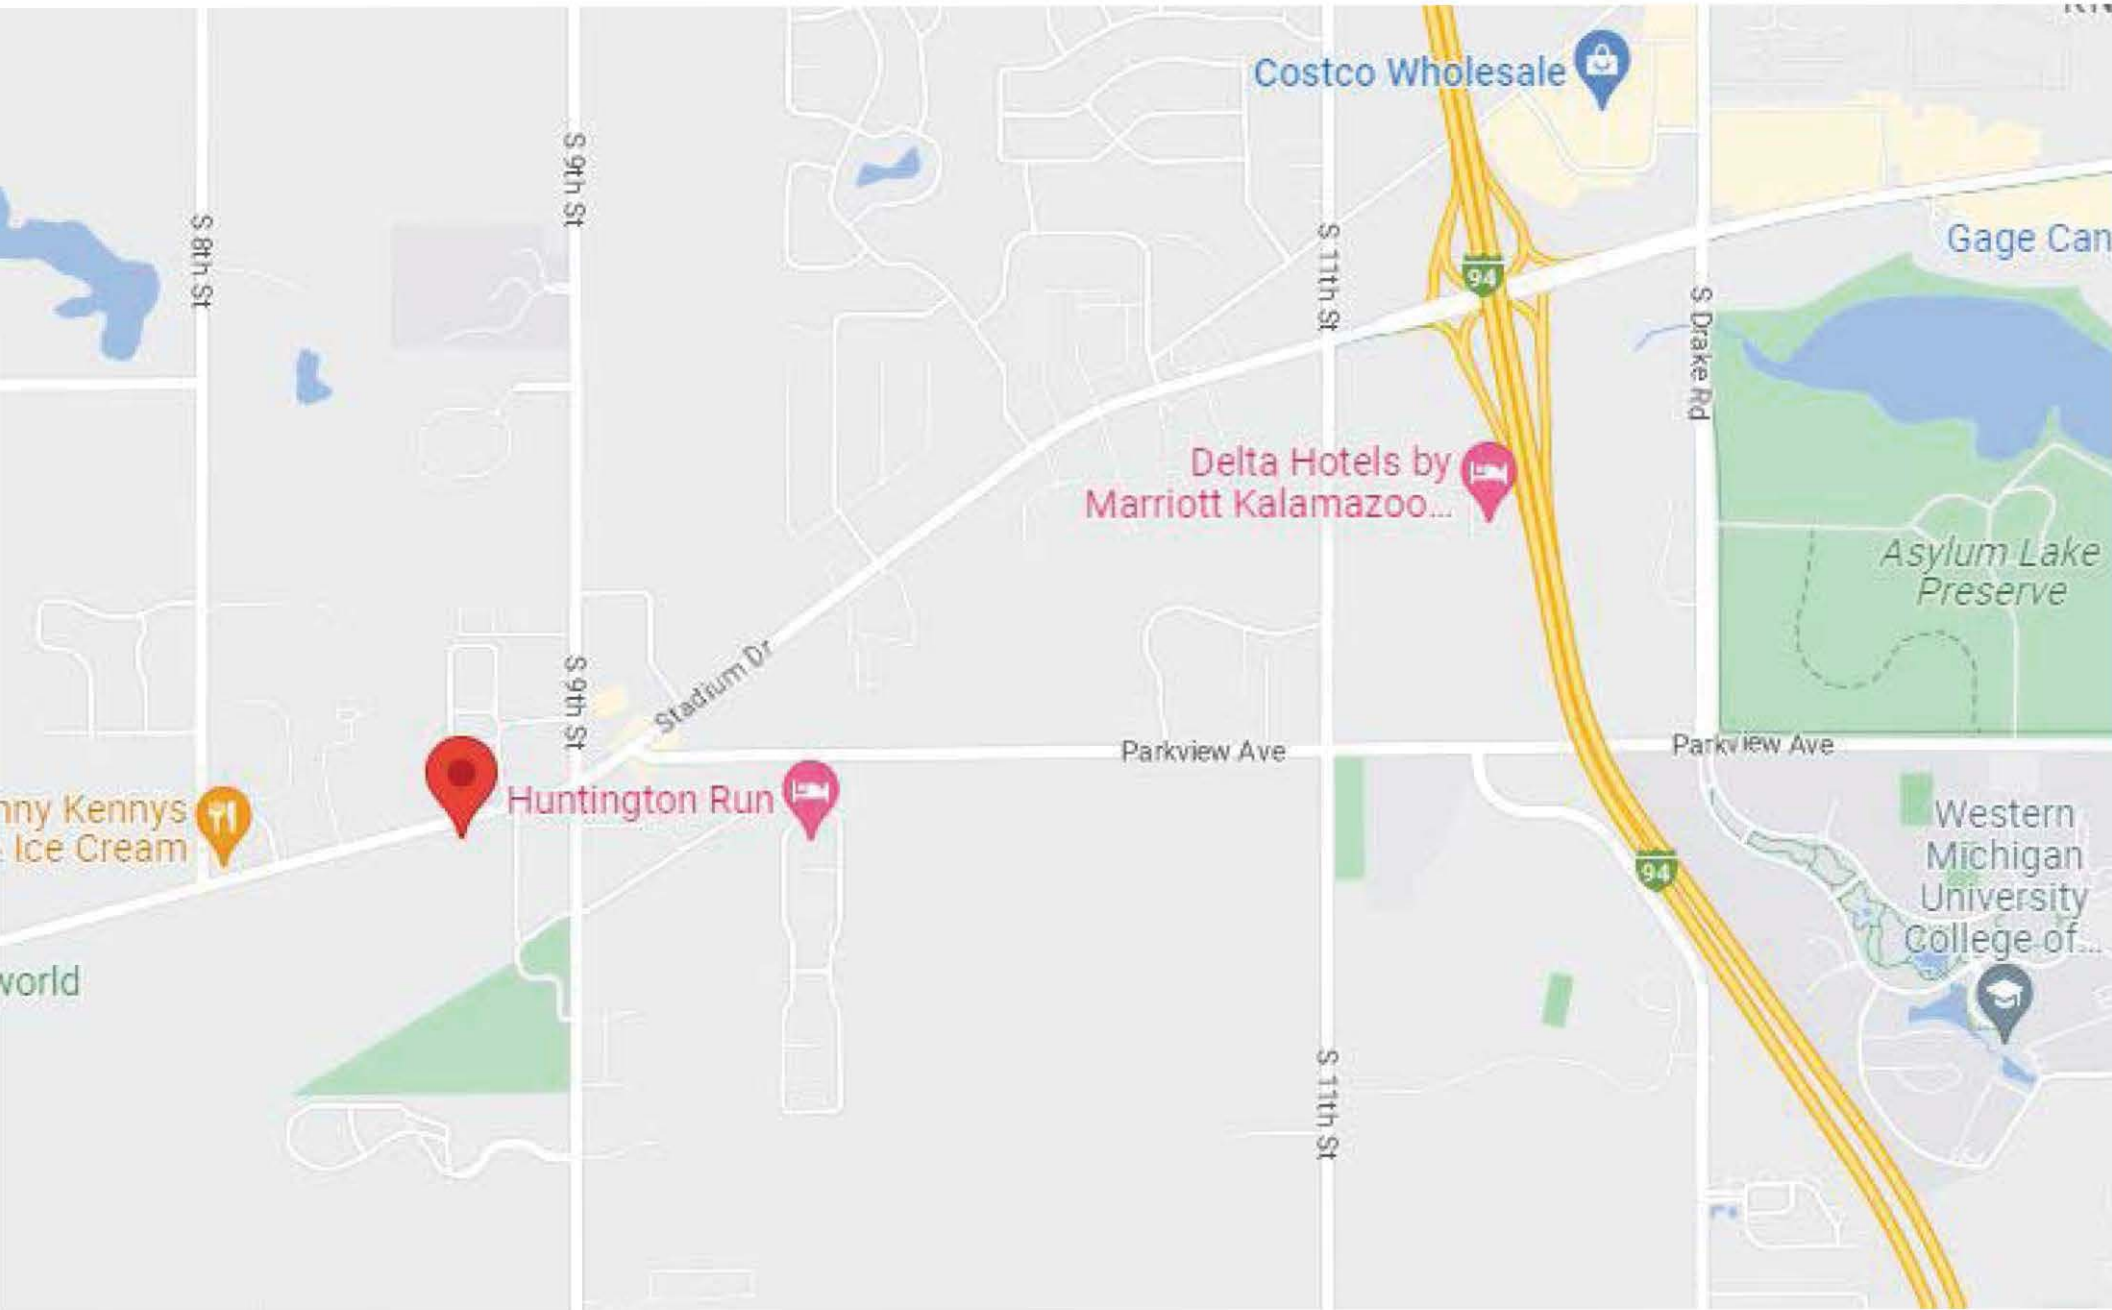 Costco Wholesale
S 9th St
S 8th St
S 11th St
94
Gage Can
S Drake Rd
Delta Hotels by
Marriott Kalamazoo...
Asylum Lake
Preserve
S 9th St
Stadium Dr
Parkview Ave
Parkview Ave
nny Kennys
Ice Cream
Huntington Run
94
Western
Michigan
University
College of...
world
S 11th St